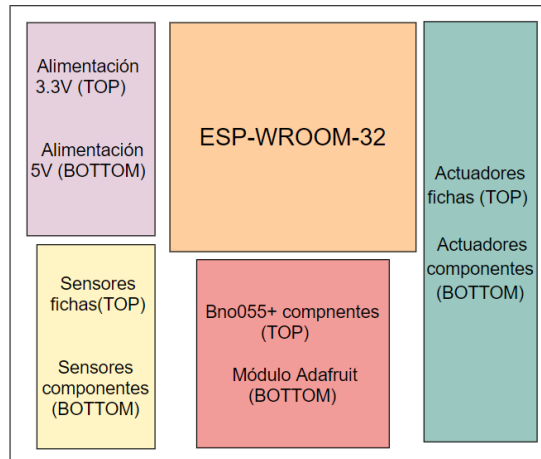 Alimentación
3.3V (TOP)
Alimentación
5V (BOTTOM)
ESP-WROOM-32
Actuadores
fichas (TOP)
Actuadores
componentes
(BOTTOM)
Sensores
fichas(TOP)
Sensores
componentes
(BOTTOM)
Bno055+ compnentes
(TOP)
Módulo Adafruit
(BOTTOM)